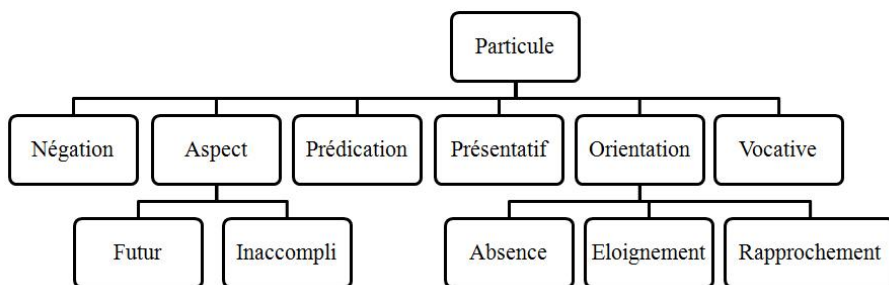 Particule
Négation
Aspect
Prédication
Présentatif
Orientation
Vocative
Futur
Inaccompli
Absence
Eloignement
Rapprochement